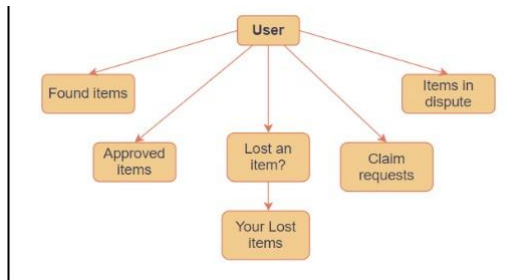 User
Found items
Items in
dispute
Approved
items
Lost an
item?
Claim
requests
Your Lost
items